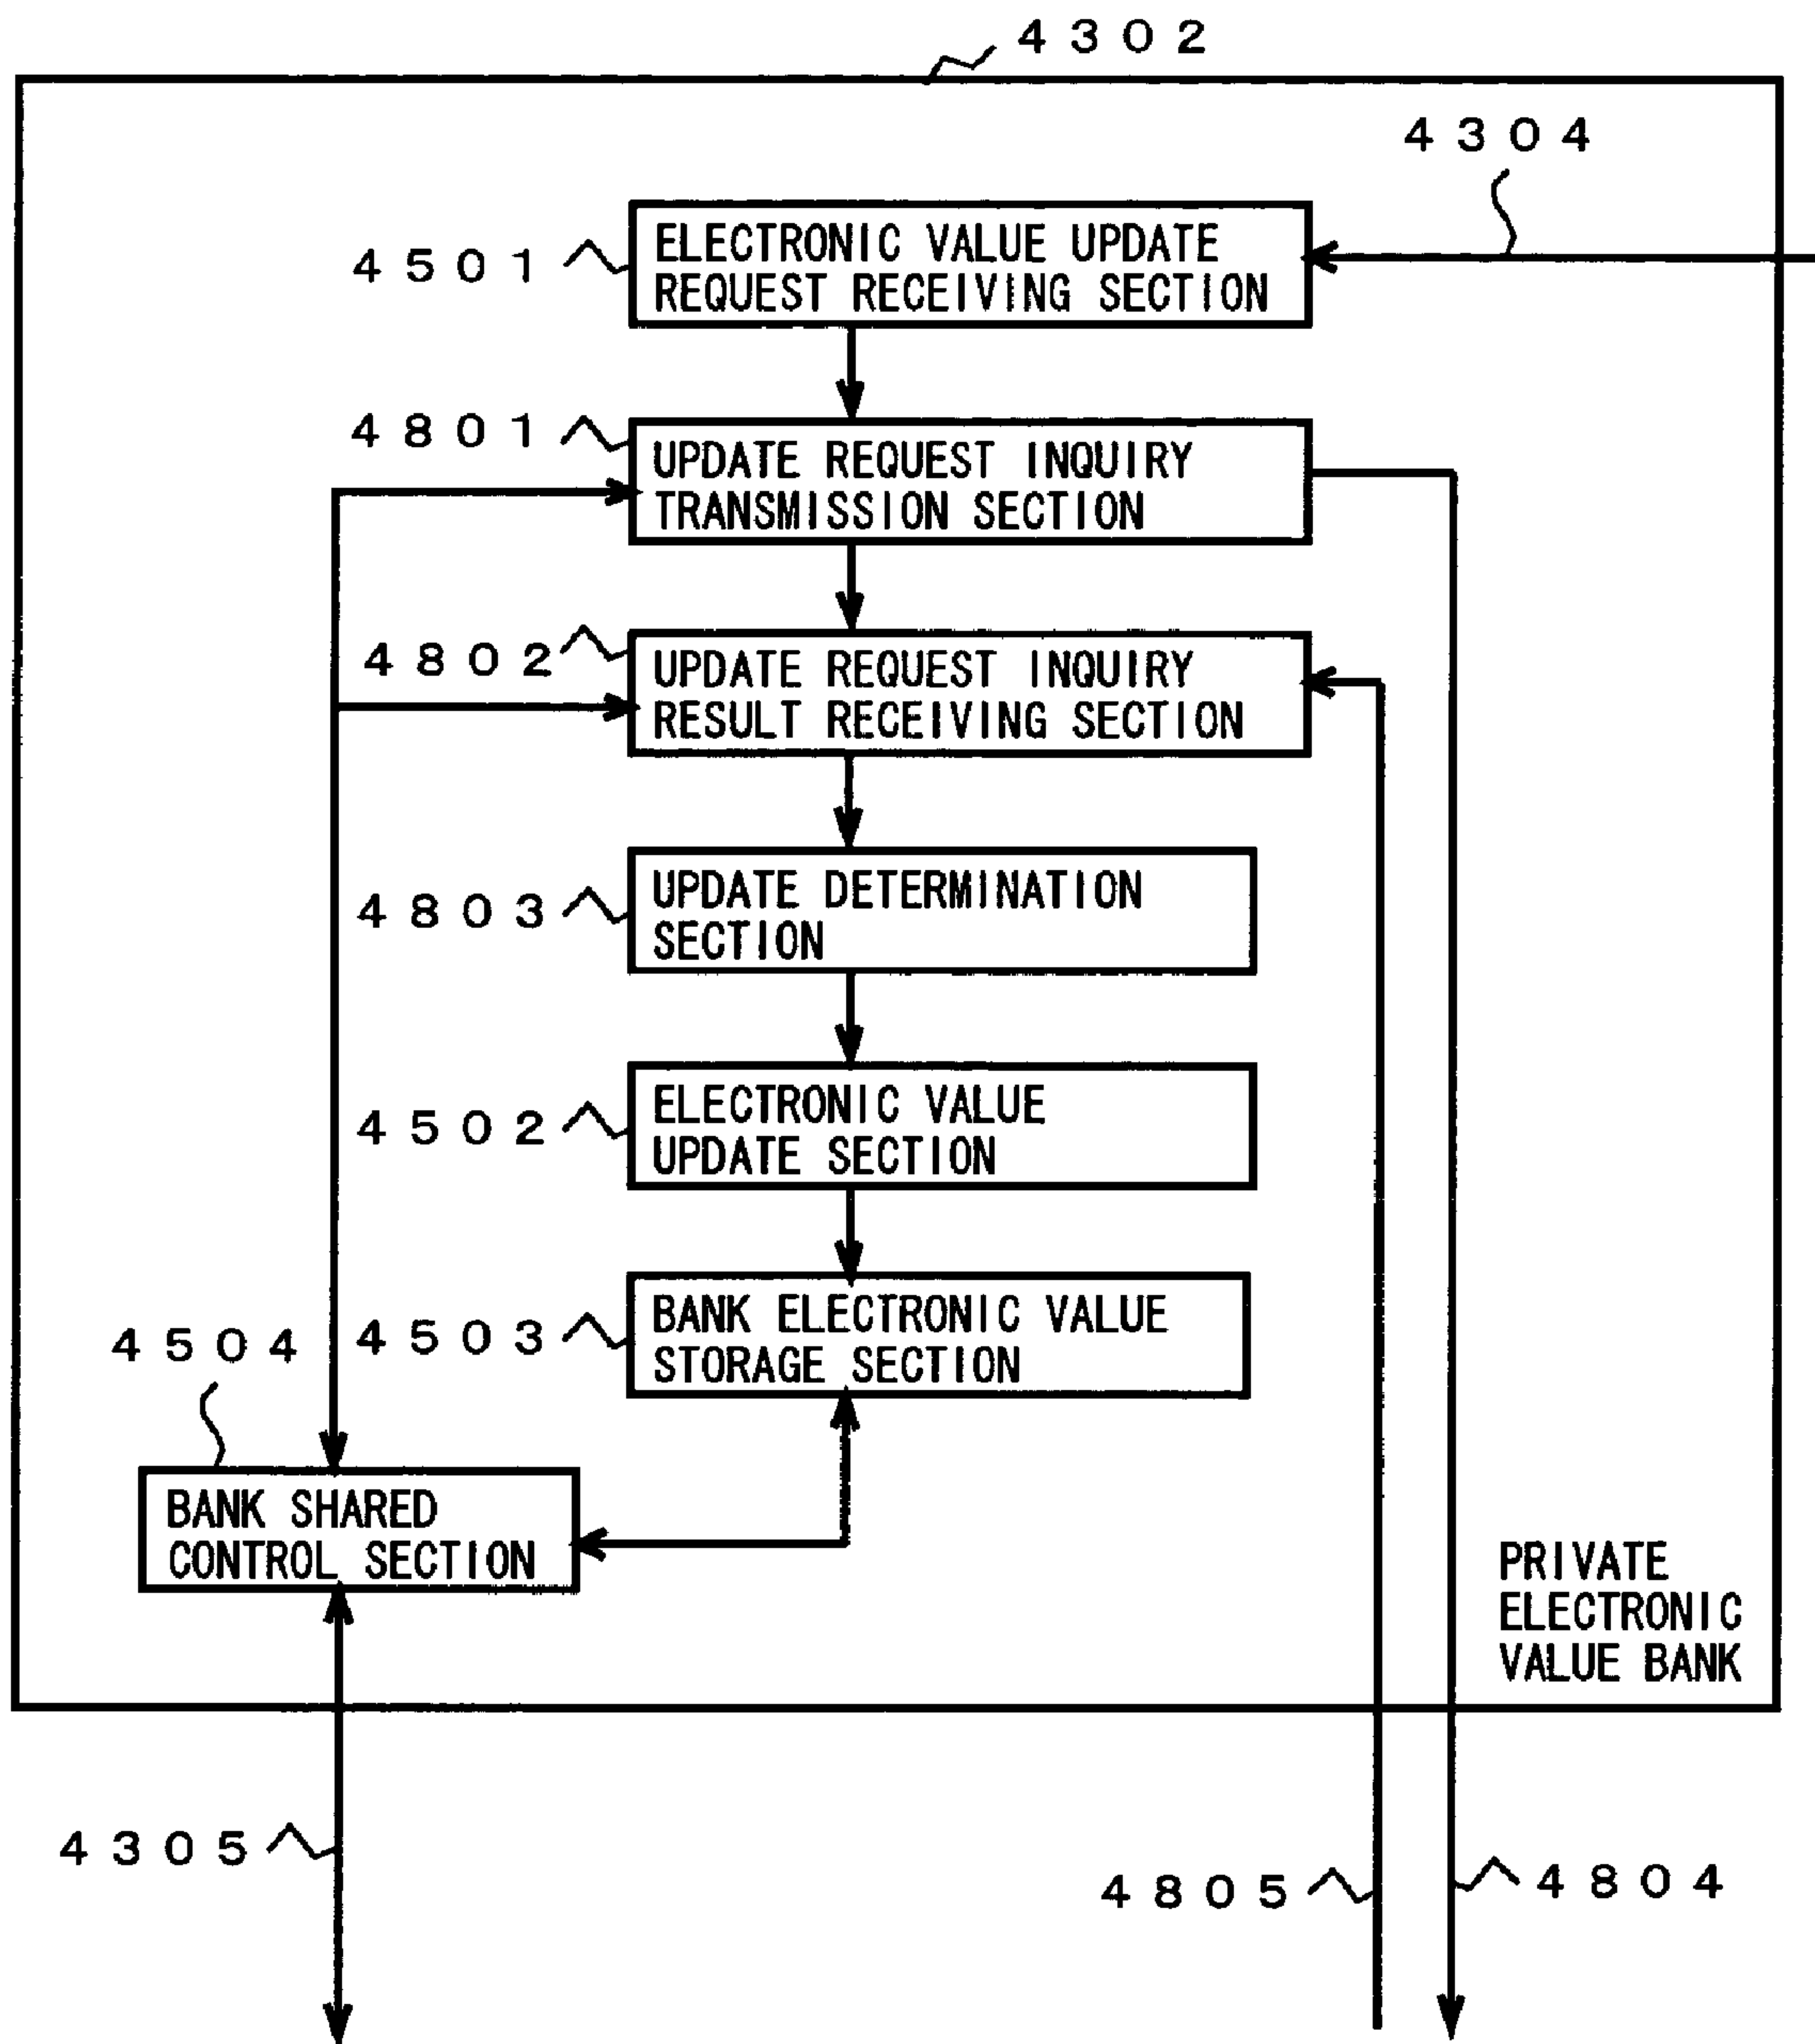 4302
4304
4501
ELECTRONIC VALUE UPDATE
REQUEST RECEIVING SECTION
4801
UPDATE REQUEST INQUIRY
TRANSMISSION SECTION
4802
UPDATE REQUEST INQUIRY
RESULT RECEIVING SECTION
4803
UPDATE DETERMINATION
SECTION
4502
ELECTRONIC VALUE
UPDATE SECTION
4503
BANK ELECTRONIC VALUE
STORAGE SECTION
4504
BANK SHARED
CONTROL SECTION
PRIVATE
ELECTRONIC
VALUE BANK
4305
4805
4804